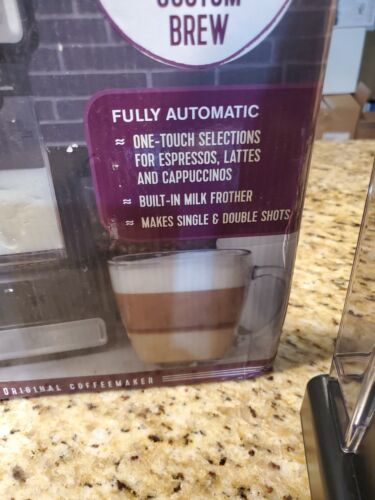 CUSTOM
BREW
FULLY AUTOMATIC
≈ ONE-TOUCH SELECTIONS
FOR ESPRESSOS, LATTES
AND CAPPUCCINOS
≈ BUILT-IN MILK FROTHER
≈ MAKES SINGLE & DOUBLE SHOTS
ORIGINAL COFFEEMAKER